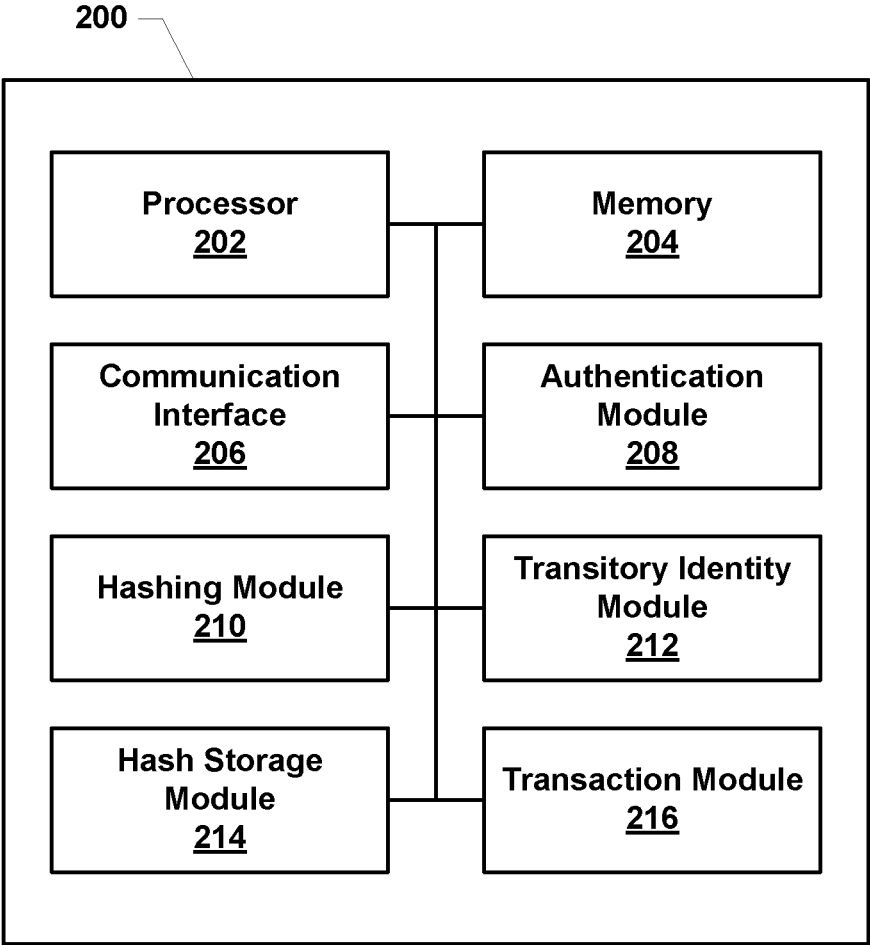 200
Processor
202
Memory
204
Communication
Interface
206
Authentication
Module
208
Hashing Module
210
Transitory Identity
Module
212
Hash Storage
Module
214
Transaction Module
216